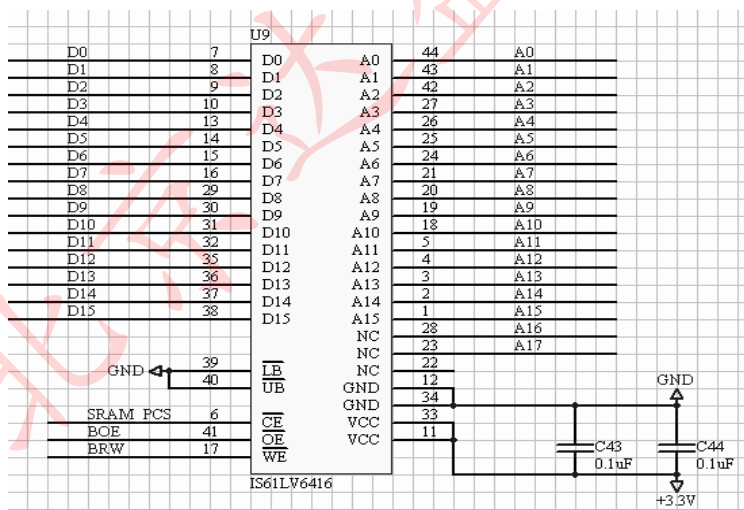 U9
D0 7 D0 A0 44 A0
D1 8 D1 A1 43 A1
D2 9 D2 A2 42 A2
D3 10 D3 A3 27 A3
D4 13 D4 A4 26 A4
D5 14 D5 A5 25 A5
D6 15 D6 A6 24 A6
D7 16 D7 A7 21 A7
D8 29 D8 A8 20 A8
D9 30 D9 A9 19 A9
D10 31 D10 A10 18 A10
D11 32 D11 A11 5 A11
D12 35 D12 A12 4 A12
D13 36 D13 A13 3 A13
D14 37 D14 A14 2 A14
D15 38 D15 A15 1 A15
NC 28 A16
NC 23 A17
GND 39 LB NC 22
40 UB GND 12 GND
GND 34
SRAM PCS 6 CE VCC 33
BOE 41 OE VCC 11
BRW 17 WE
C43 C44
0.1uF 0.1uF
IS61LV6416
+3.3V
北京达